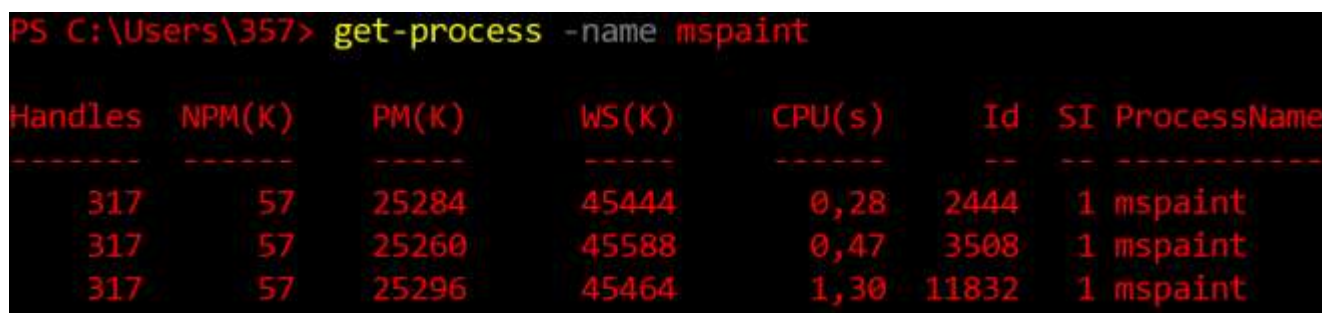 PS C:\Users\357> get-process -name mspaint
Handles NPM(K) PM(K) WS(K) CPU(s) Id SI ProcessName
------- ------ ----- ----- ------ -- -- -----------
317 57 25284 45444 0,28 2444 1 mspaint
317 57 25260 45588 0,47 3508 1 mspaint
317 57 25296 45464 1,30 11832 1 mspaint